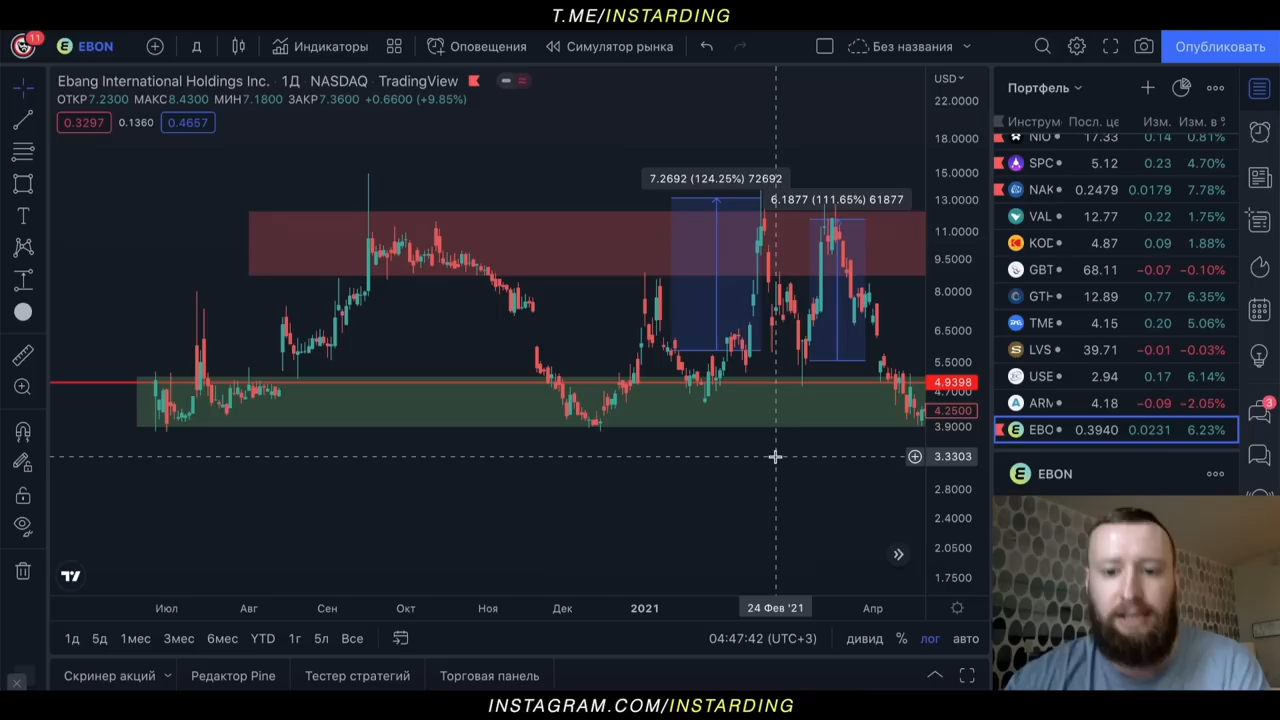 T.ME/INSTARDING
11
EBON
Д
Индикаторы
Оповещения
Симулятор рынка
Без названия
Опубликовать
Ebang International Holdings Inc. · 1Д · NASDAQ · TradingView
ОТКР7.2300 МАКС8.4300 МИН7.1800 ЗАКР7.3600 +0.6600 (+9.85%)
0.3297 0.1360 0.4657
USD
22.0000
18.0000
15.0000
13.0000
11.0000
9.5000
8.0000
6.5000
5.5000
4.9398
4.7000
4.2500
3.9000
3.3303
2.8000
2.4000
2.0500
1.7500
7.2692 (124.25%) 72692
6.1877 (111.65%) 61877
Июл Авг Сен Окт Ноя Дек 2021 24 Фев '21 Апр
1д 5д 1мес 3мес 6мес YTD 1г 5л Все
04:47:42 (UTC+3) дивид % лог авто
Скринер акций Редактор Pine Тестер стратегий Торговая панель
Портфель
Инструм Посл. це Изм. Изм. в %
NIO 17.33 0.14 0.81%
SPC 5.12 0.23 4.70%
NAK 0.2479 0.0179 7.78%
VAL 12.77 0.22 1.75%
KOD 4.87 0.09 1.88%
GBT 68.11 −0.07 −0.10%
GTH 12.89 0.77 6.35%
TME 4.15 0.20 5.06%
LVS 39.71 −0.01 −0.03%
USE 2.94 0.17 6.14%
ARN 4.18 −0.09 −2.05%
EBO 0.3940 0.0231 6.23%
3
EBON
INSTAGRAM.COM/INSTARDING